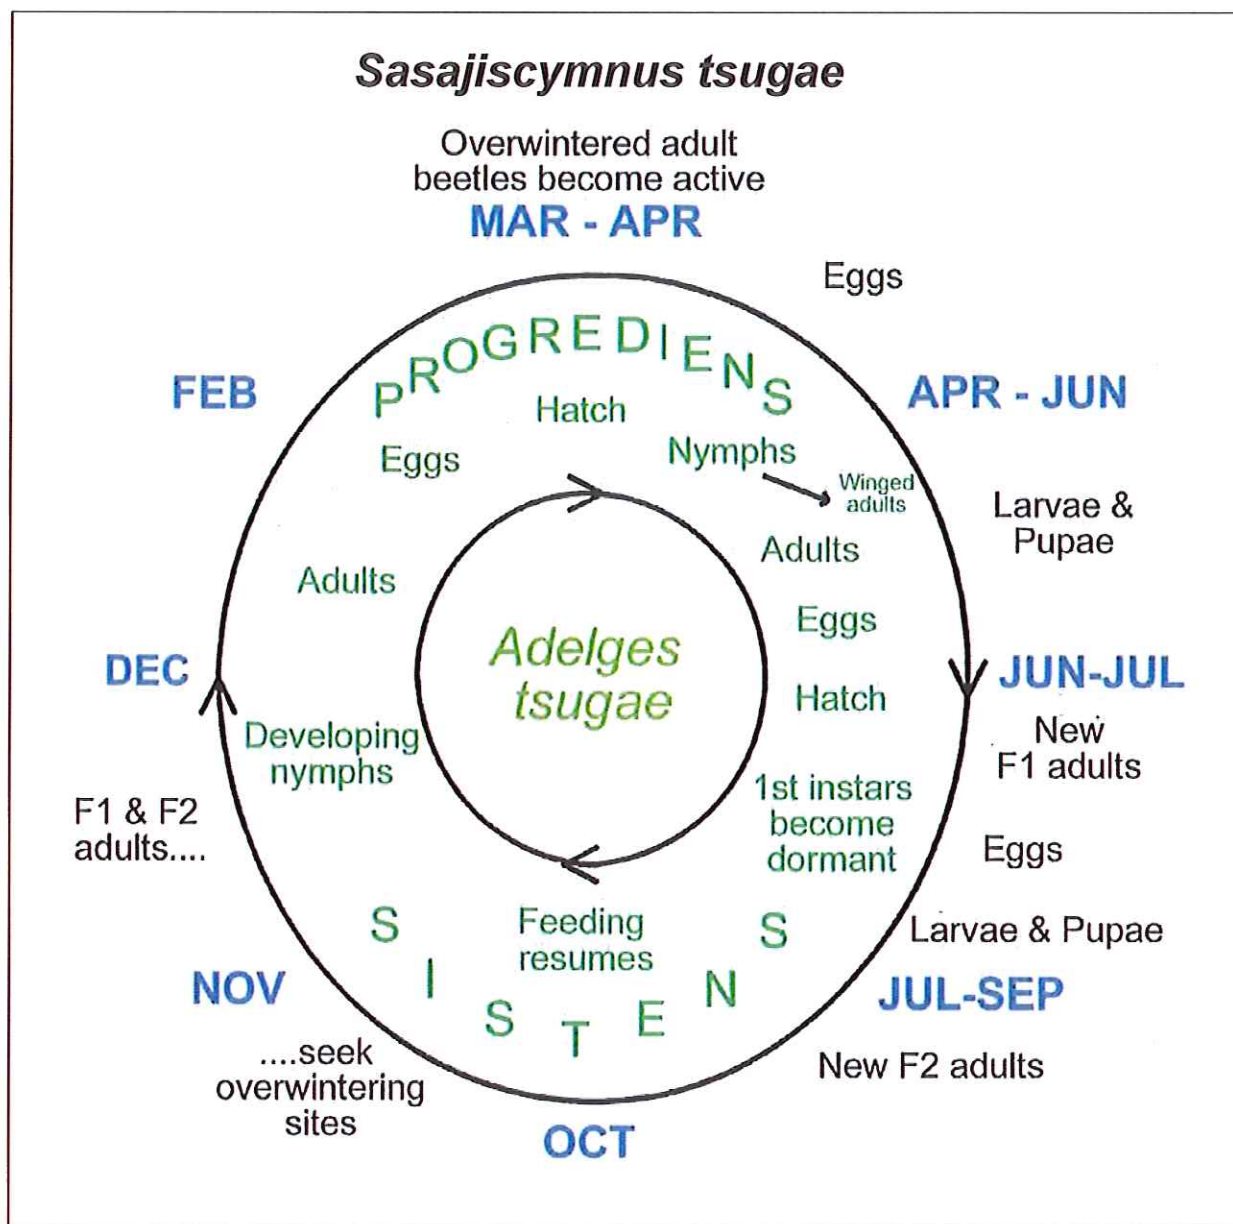 Sasajiscymnus tsugae
Overwintered adult
beetles become active
MAR - APR
Eggs
APR - JUN
Larvae &
Pupae
JUN-JUL
New
F1 adults
Eggs
Larvae & Pupae
JUL-SEP
New F2 adults
OCT
....seek
overwintering
sites
NOV
F1 & F2
adults....
DEC
FEB
PROGREDIENS
Hatch
Nymphs
Winged
adults
Adults
Eggs
Hatch
1st instars
become
dormant
SISTENS
Feeding
resumes
Developing
nymphs
Adults
Eggs
Adelges
tsugae